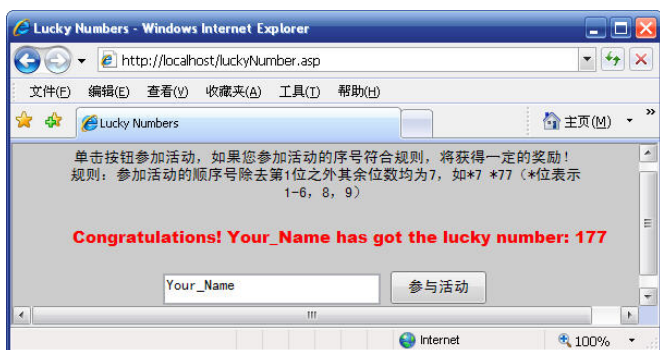 Lucky Numbers - Windows Internet Explorer
http://localhost/luckyNumber.asp
文件(F) 编辑(E) 查看(V) 收藏夹(A) 工具(T) 帮助(H)
Lucky Numbers 主页(M) »
单击按钮参加活动，如果您参加活动的序号符合规则，将获得一定的奖励！
规则：参加活动的顺序号除去第1位之外其余位数均为7，如*7 *77（*位表示
1-6，8，9）
Congratulations! Your_Name has got the lucky number: 177
Your_Name 参与活动
Internet 100%